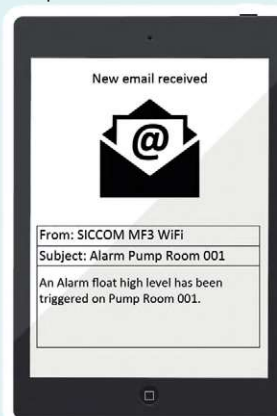 New email received
@
From: SICCOM MF3 WiFi
Subject: Alarm Pump Room 001
An Alarm float high level has been
triggered on Pump Room 001.